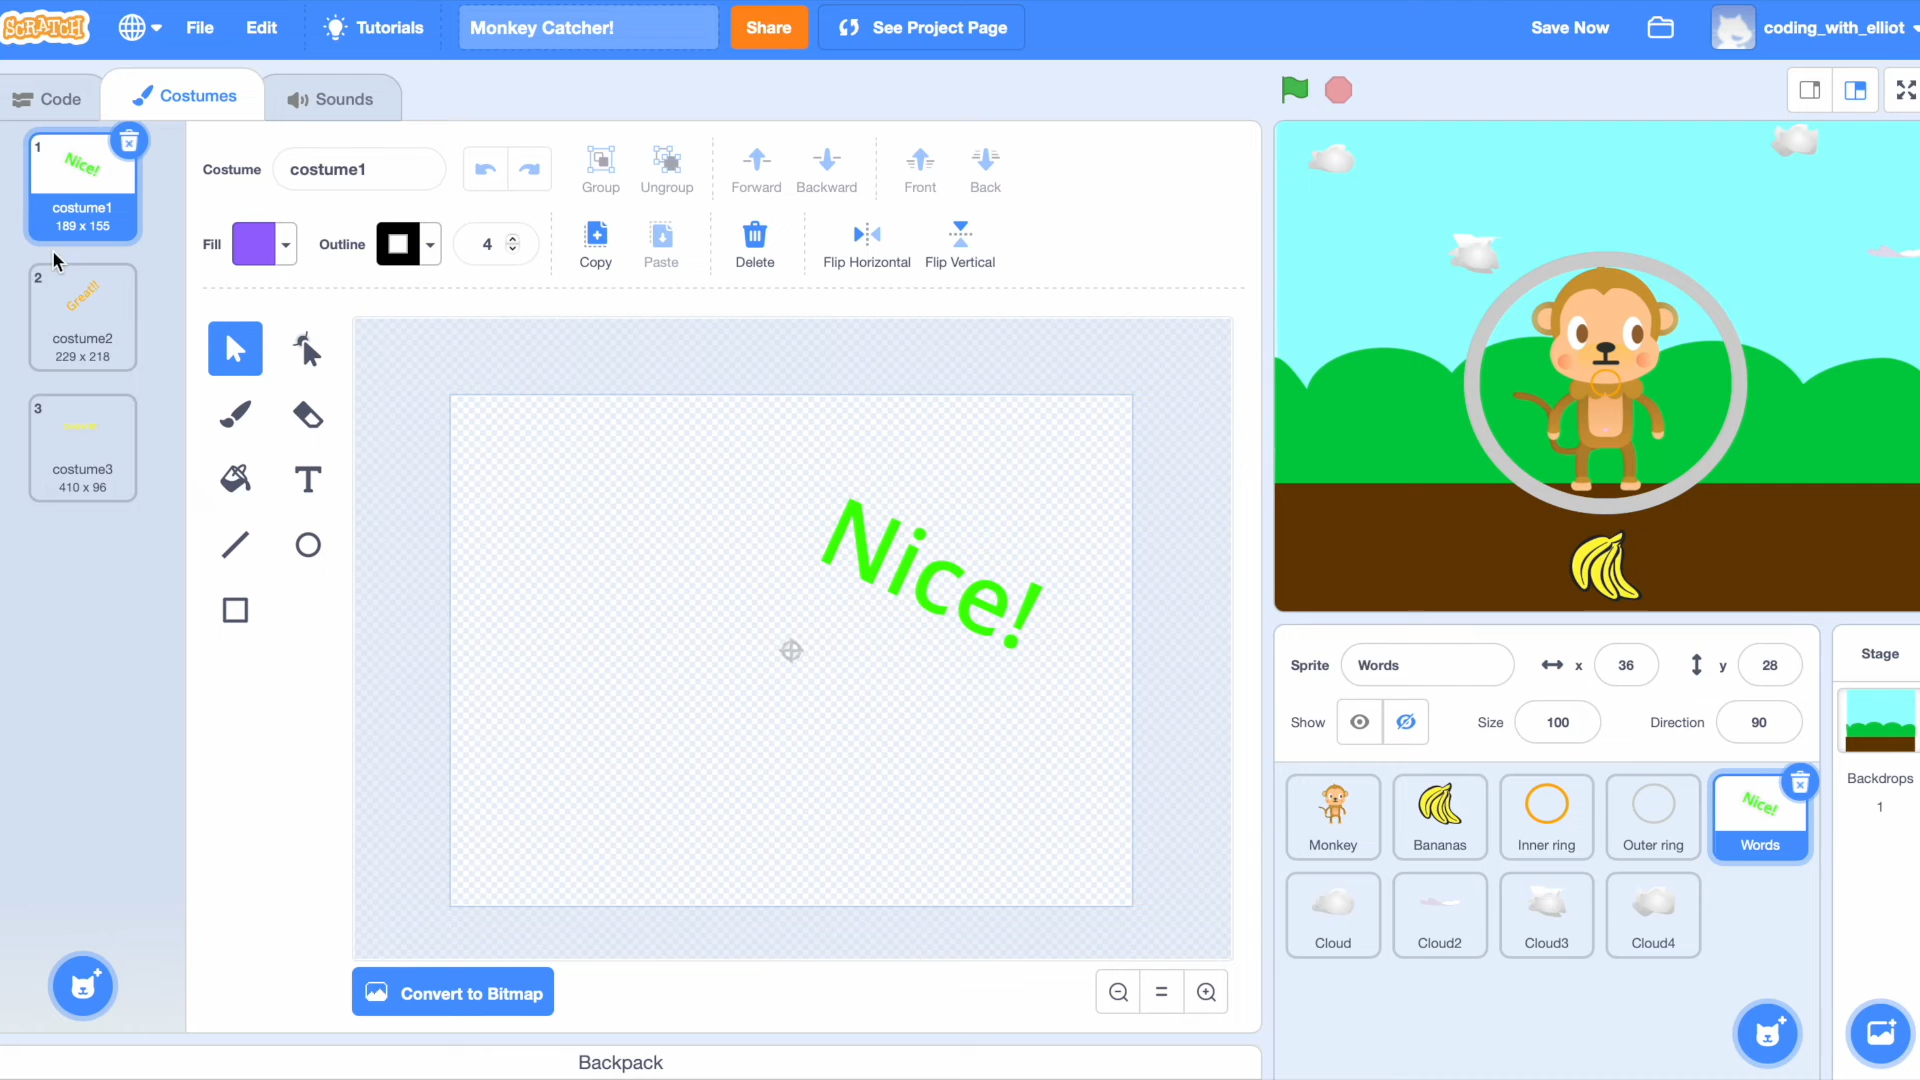 SCRATCH
File
Edit
Tutorials
Monkey Catcher!
Share
See Project Page
Save Now
coding_with_elliot
Code
Costumes
Sounds
1
Nice!
costume1
189 x 155
2
Great!!
costume2
229 x 218
3
costume3
410 x 96
Costume
costume1
Group
Ungroup
Forward
Backward
Front
Back
Fill
Outline
4
Copy
Paste
Delete
Flip Horizontal
Flip Vertical
T
Nice!
Convert to Bitmap
Backpack
Sprite
Words
x
36
y
28
Show
Size
100
Direction
90
Monkey
Bananas
Inner ring
Outer ring
Nice!
Words
Cloud
Cloud2
Cloud3
Cloud4
Stage
Backdrops
1